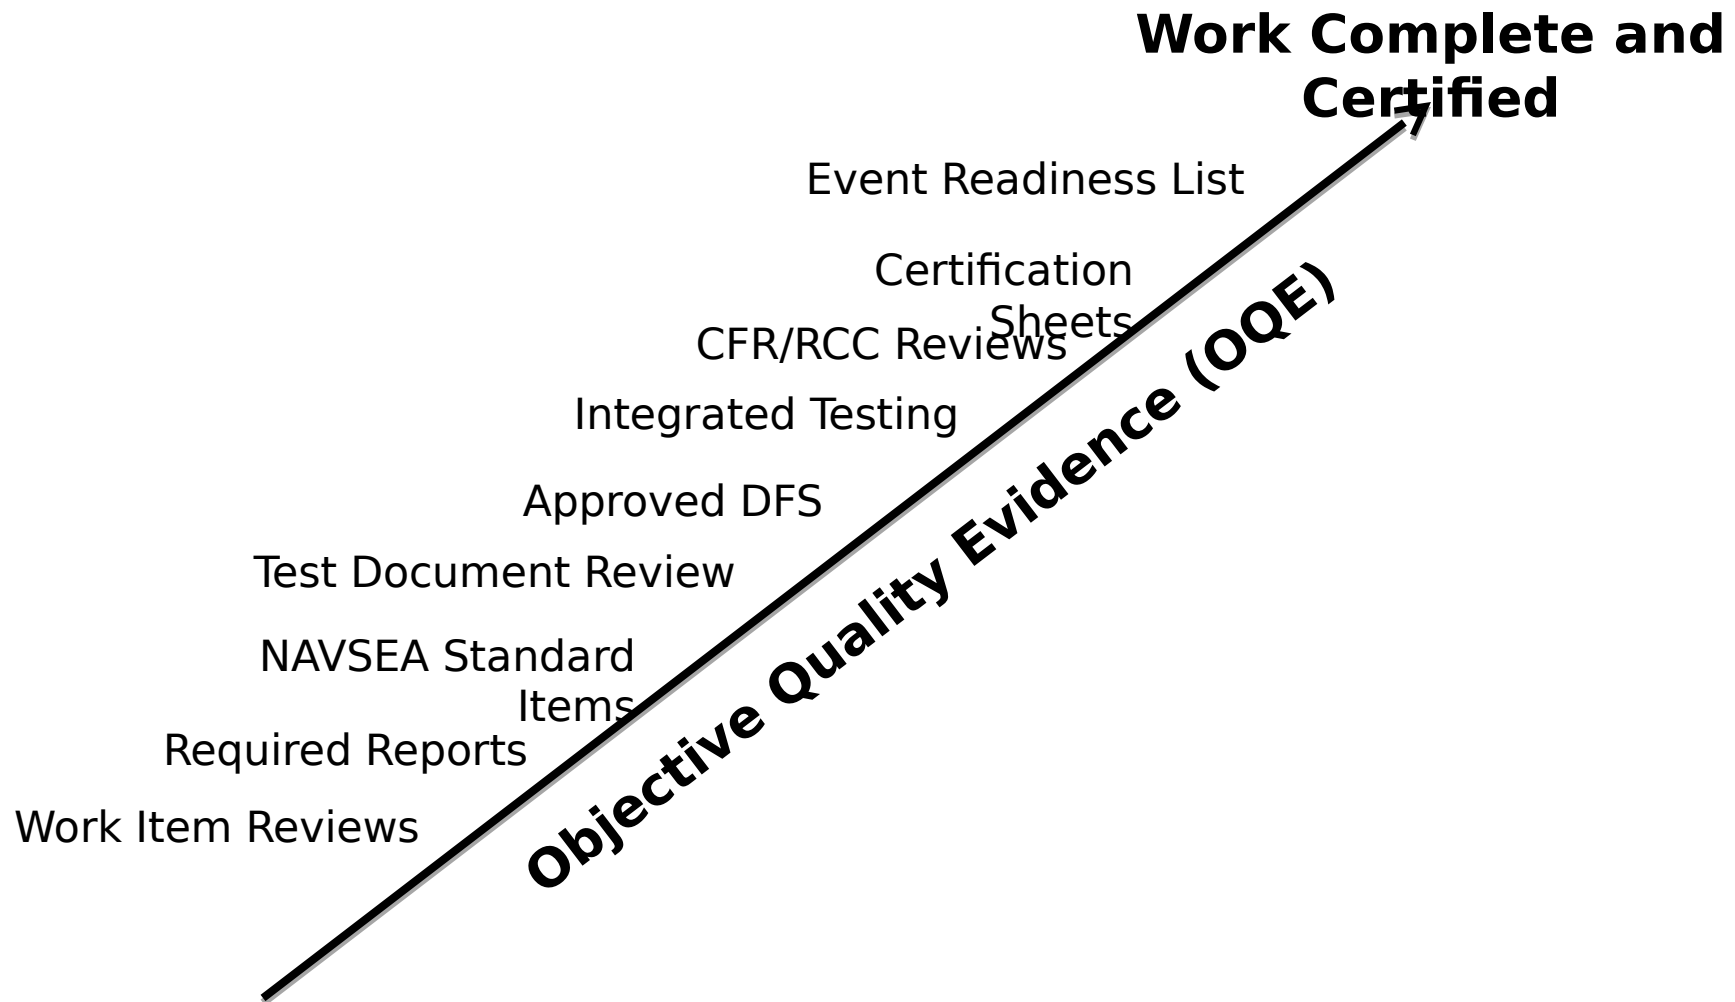 Work Complete and
Certified
Event Readiness List
Certification
Sheets
CFR/RCC Reviews
Integrated Testing
Approved DFS
Test Document Review
NAVSEA Standard
Items
Required Reports
Work Item Reviews
Objective Quality Evidence (OQE)